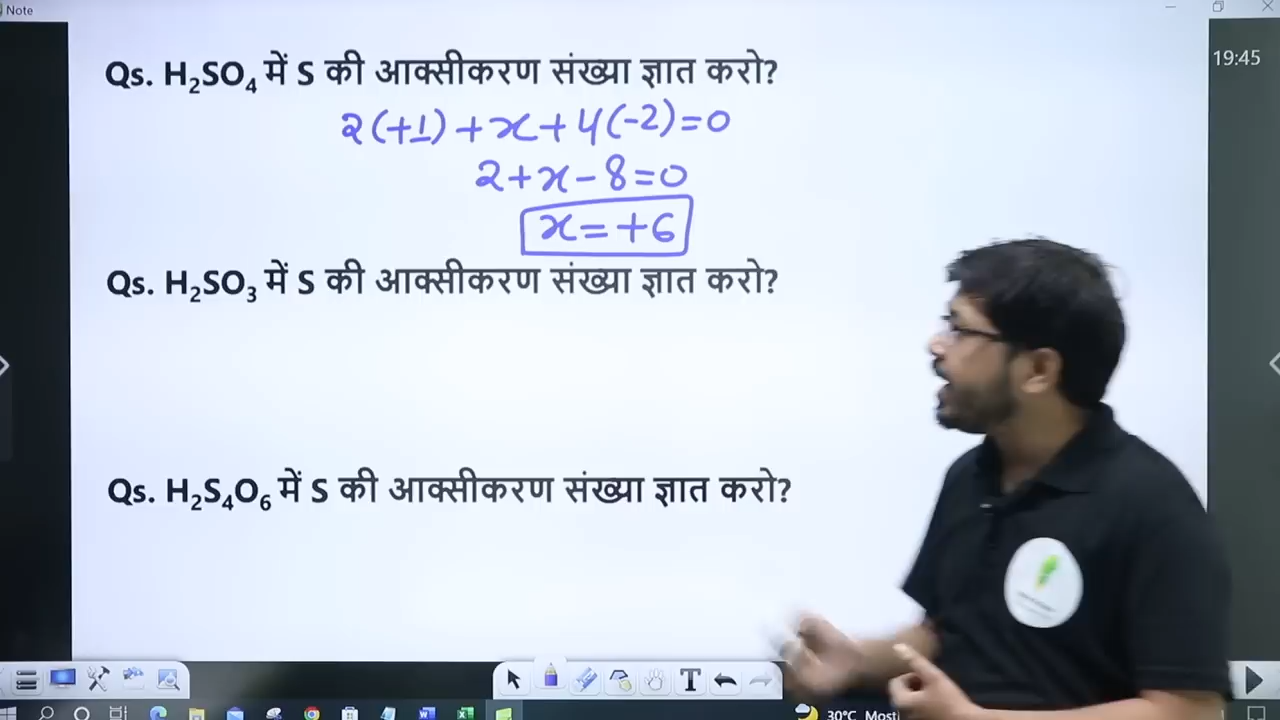 Note
19:45
Qs. H₂SO₄ में S की आक्सीकरण संख्या ज्ञात करो?
2(+1)+x+4(-2)=0
2+x-8=0
x=+6
Qs. H₂SO₃ में S की आक्सीकरण संख्या ज्ञात करो?
Qs. H₂S₄O₆ में S की आक्सीकरण संख्या ज्ञात करो?
T
30°C